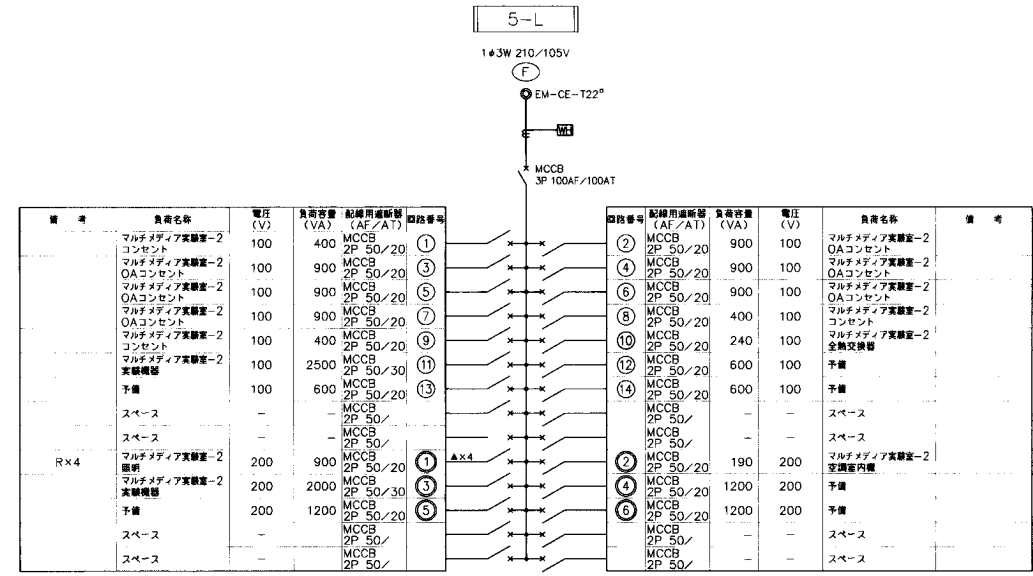 5-L
1φ3W 210/105V
F
EM-CE-T22□
WH
MCCB
3P 100AF/100AT
備 考 負荷名称 電圧(V) 負荷容量(VA) 配線用遮断器(AF/AT) 回路番号 回路番号 配線用遮断器(AF/AT) 負荷容量(VA) 電圧(V) 負荷名称 備 考
マルチメディア実験室-2 コンセント 100 400 MCCB 2P 50/20 1 2 MCCB 2P 50/20 900 100 マルチメディア実験室-2 OAコンセント
マルチメディア実験室-2 OAコンセント 100 900 MCCB 2P 50/20 3 4 MCCB 2P 50/20 900 100 マルチメディア実験室-2 OAコンセント
マルチメディア実験室-2 OAコンセント 100 900 MCCB 2P 50/20 5 6 MCCB 2P 50/20 900 100 マルチメディア実験室-2 OAコンセント
マルチメディア実験室-2 OAコンセント 100 900 MCCB 2P 50/20 7 8 MCCB 2P 50/20 400 100 マルチメディア実験室-2 コンセント
マルチメディア実験室-2 コンセント 100 400 MCCB 2P 50/20 9 10 MCCB 2P 50/20 240 100 マルチメディア実験室-2 全熱交換器
マルチメディア実験室-2 実験機器 100 2500 MCCB 2P 50/30 11 12 MCCB 2P 50/20 600 100 予備
予備 100 600 MCCB 2P 50/20 13 14 MCCB 2P 50/20 600 100 予備
スペース - - MCCB 2P 50/ MCCB 2P 50/ - - スペース
スペース - - MCCB 2P 50/ MCCB 2P 50/ - - スペース
R×4 マルチメディア実験室-2 照明 200 900 MCCB 2P 50/20 1 ▲×4 2 MCCB 2P 50/20 190 200 マルチメディア実験室-2 空調室内機
マルチメディア実験室-2 実験機器 200 2000 MCCB 2P 50/30 3 4 MCCB 2P 50/20 1200 200 予備
予備 200 1200 MCCB 2P 50/20 5 6 MCCB 2P 50/20 1200 200 予備
スペース - - MCCB 2P 50/ MCCB 2P 50/ - - スペース
スペース - - MCCB 2P 50/ MCCB 2P 50/ - - スペース